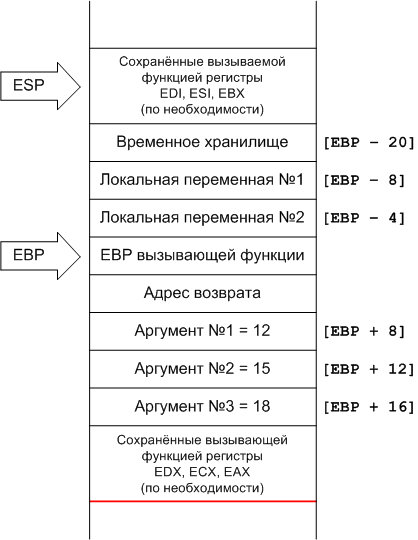 Сохранённые вызываемой
функцией регистры
EDI, ESI, EBX
(по необходимости)
ESP
Временное хранилище [EBP – 20]
Локальная переменная №1 [EBP – 8]
Локальная переменная №2 [EBP – 4]
EBP EBP вызывающей функции
Адрес возврата
Аргумент №1 = 12 [EBP + 8]
Аргумент №2 = 15 [EBP + 12]
Аргумент №3 = 18 [EBP + 16]
Сохранённые вызывающей
функцией регистры
EDX, ECX, EAX
(по необходимости)